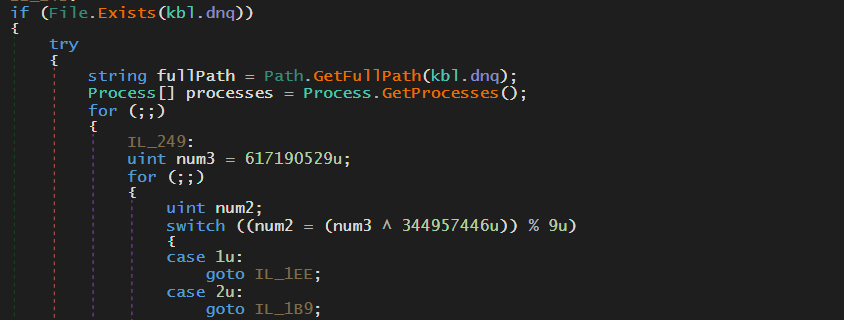 if (File.Exists(kbl.dnq))
{
try
{
string fullPath = Path.GetFullPath(kbl.dnq);
Process[] processes = Process.GetProcesses();
for (;;)
{
IL_249:
uint num3 = 617190529u;
for (;;)
{
uint num2;
switch ((num2 = (num3 ^ 344957446u)) % 9u)
{
case 1u:
goto IL_1EE;
case 2u:
goto IL_1B9;